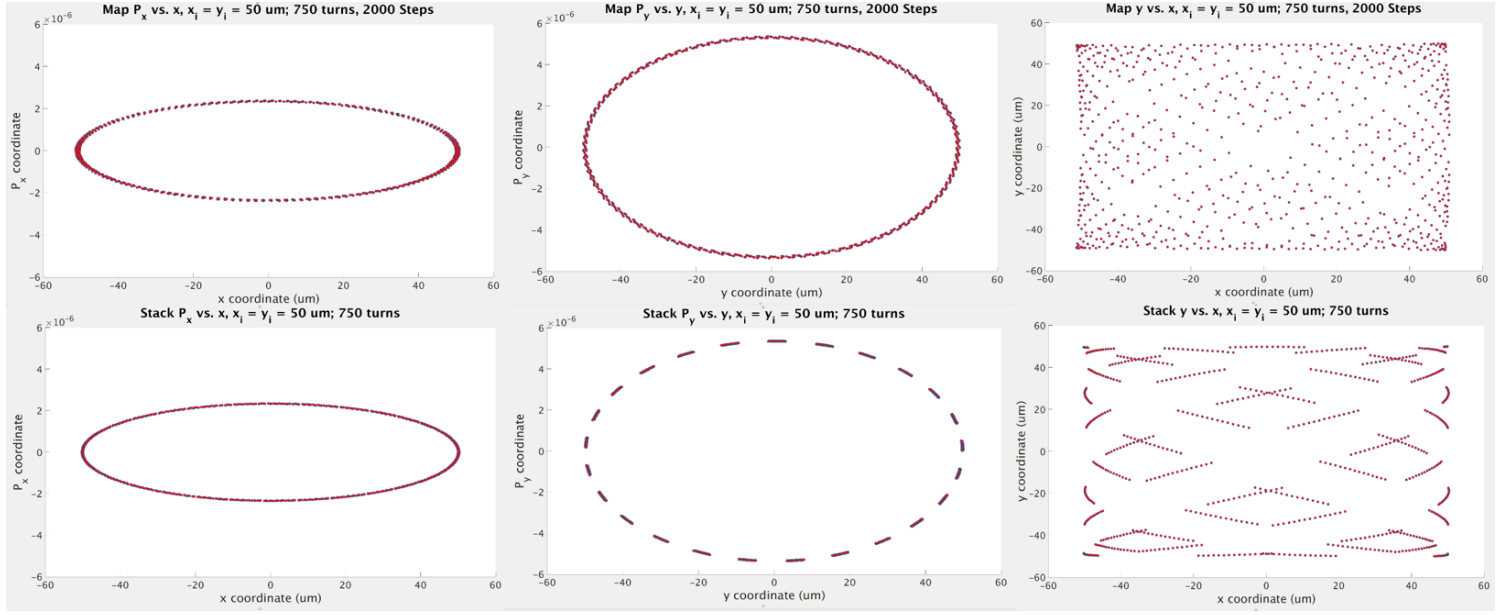 Map P_x vs. x, x_i = y_i = 50 um; 750 turns, 2000 Steps
×10^-6
6
4
2
0
-2
-4
-6
P_x coordinate
-60 -40 -20 0 20 40 60
x coordinate (um)
Map P_y vs. y, x_i = y_i = 50 um; 750 turns, 2000 Steps
×10^-6
6
4
2
0
-2
-4
-6
P_y coordinate
-60 -40 -20 0 20 40 60
y coordinate (um)
Map y vs. x, x_i = y_i = 50 um; 750 turns, 2000 Steps
60
40
20
0
-20
-40
-60
y coordinate (um)
-60 -40 -20 0 20 40 60
x coordinate (um)
Stack P_x vs. x, x_i = y_i = 50 um; 750 turns
×10^-6
6
4
2
0
-2
-4
-6
P_x coordinate
-60 -40 -20 0 20 40 60
x coordinate (um)
Stack P_y vs. y, x_i = y_i = 50 um; 750 turns
×10^-6
6
4
2
0
-2
-4
-6
P_y coordinate
-60 -40 -20 0 20 40 60
y coordinate (um)
Stack y vs. x, x_i = y_i = 50 um; 750 turns
60
40
20
0
-20
-40
-60
y coordinate (um)
-60 -40 -20 0 20 40 60
x coordinate (um)